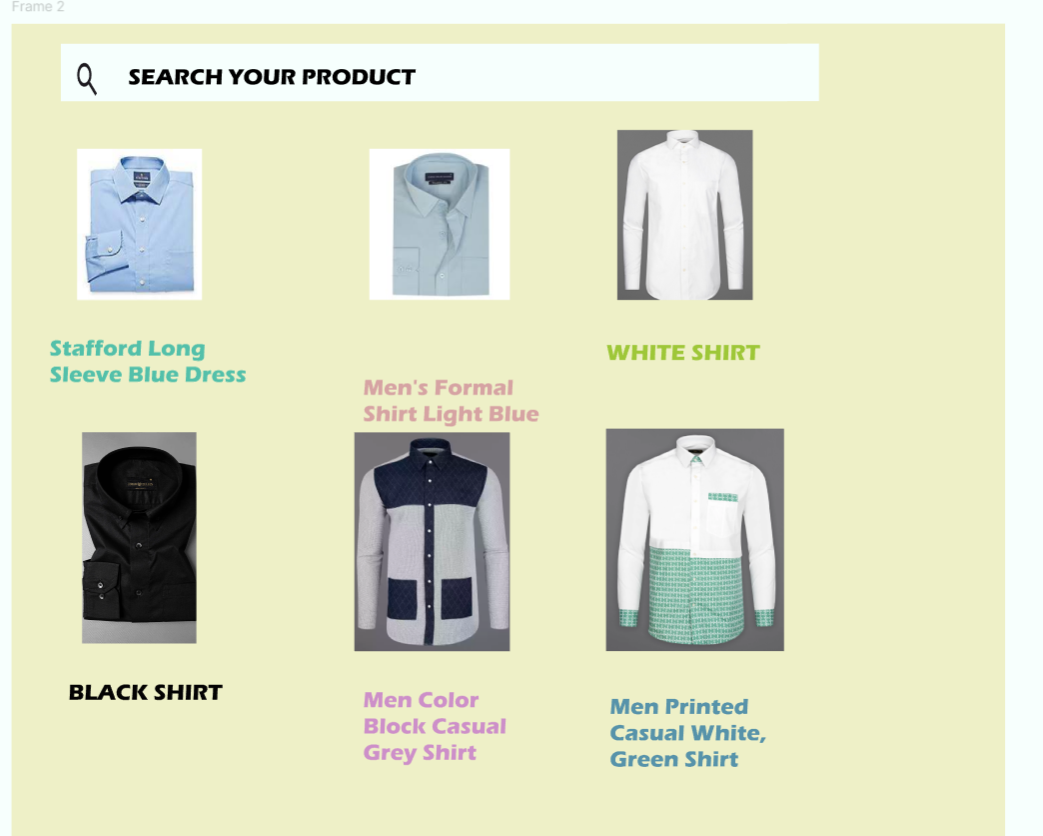 Frame 2
SEARCH YOUR PRODUCT
Stafford Long
Sleeve Blue Dress
Men's Formal
Shirt Light Blue
WHITE SHIRT
BLACK SHIRT
Men Color
Block Casual
Grey Shirt
Men Printed
Casual White,
Green Shirt